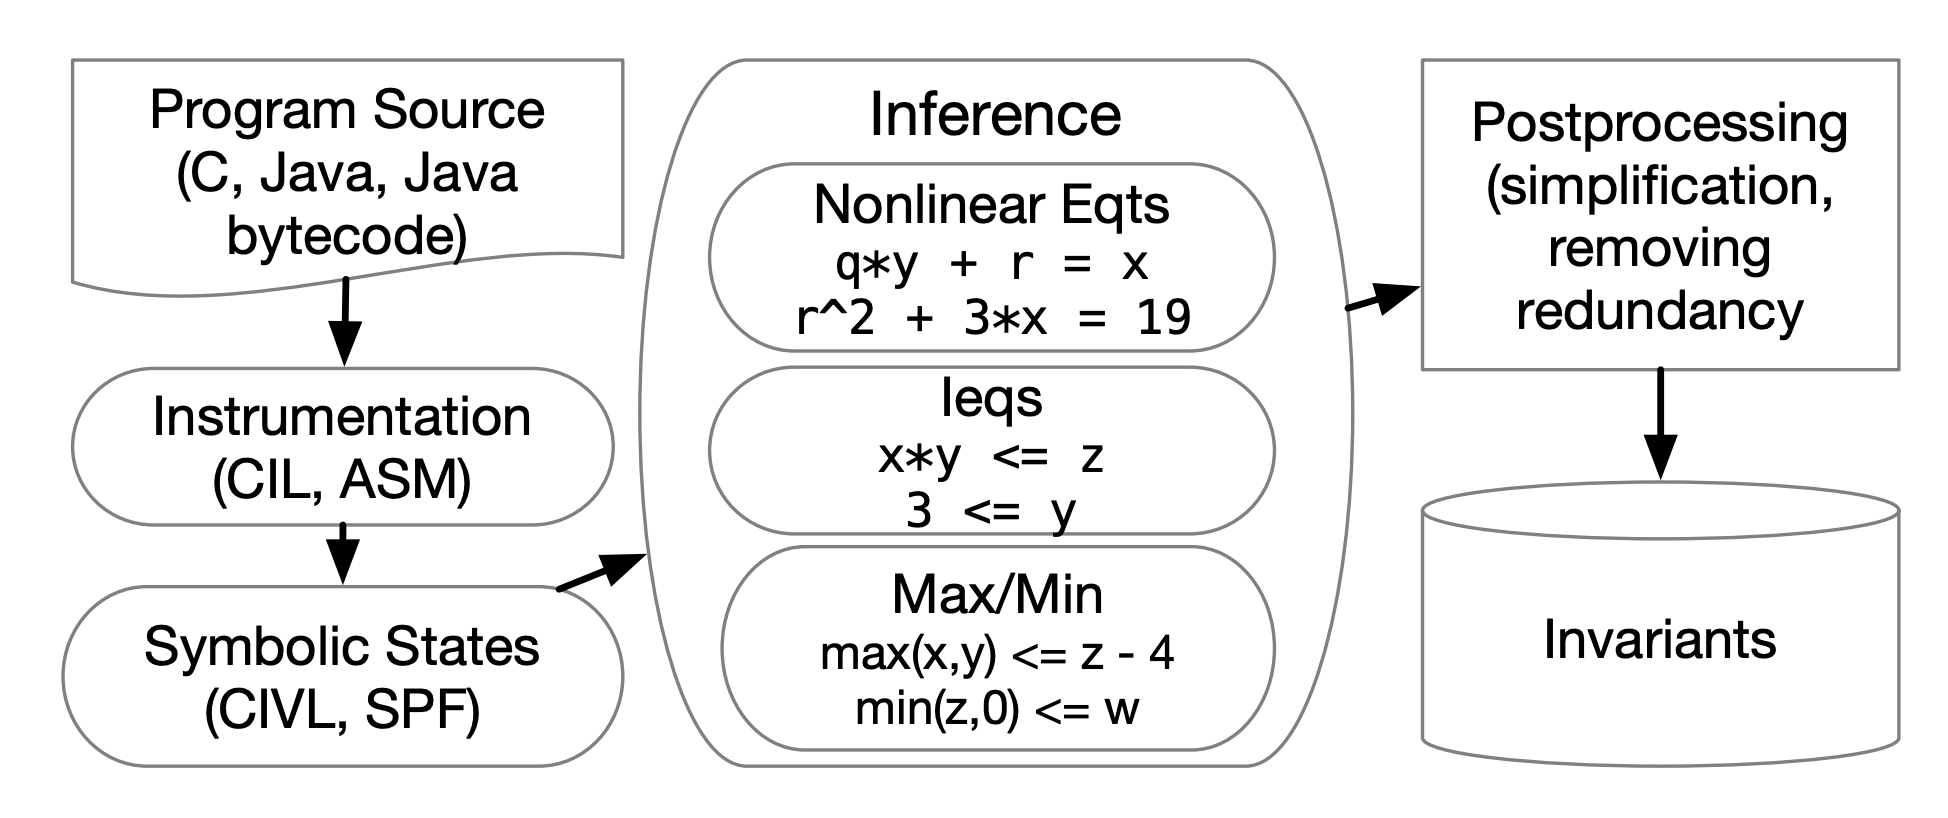 Program Source
(C, Java, Java
bytecode)
Instrumentation
(CIL, ASM)
Symbolic States
(CIVL, SPF)
Inference
Nonlinear Eqts
q*y + r = x
r^2 + 3*x = 19
Ieqs
x*y <= z
3 <= y
Max/Min
max(x,y) <= z - 4
min(z,0) <= w
Postprocessing
(simplification,
removing
redundancy
Invariants